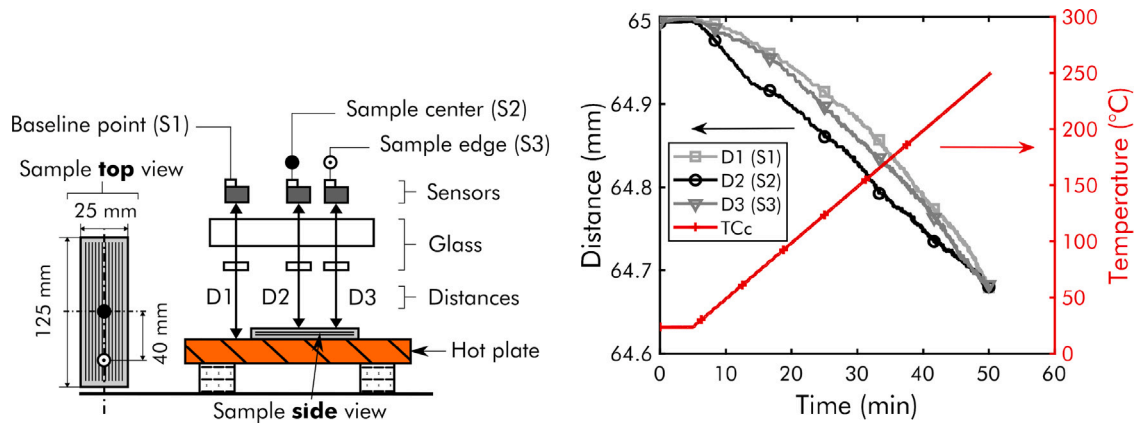 Sample center (S2)
Baseline point (S1)
Sample edge (S3)
Sample top view
25 mm
Sensors
Glass
D1
D2
D3
Distances
125 mm
40 mm
Hot plate
i
Sample side view
Distance (mm)
65
64.9
64.8
64.7
64.6
D1 (S1)
D2 (S2)
D3 (S3)
TCc
0
10
20
30
40
50
60
Time (min)
300
250
200
150
100
50
0
Temperature (°C)